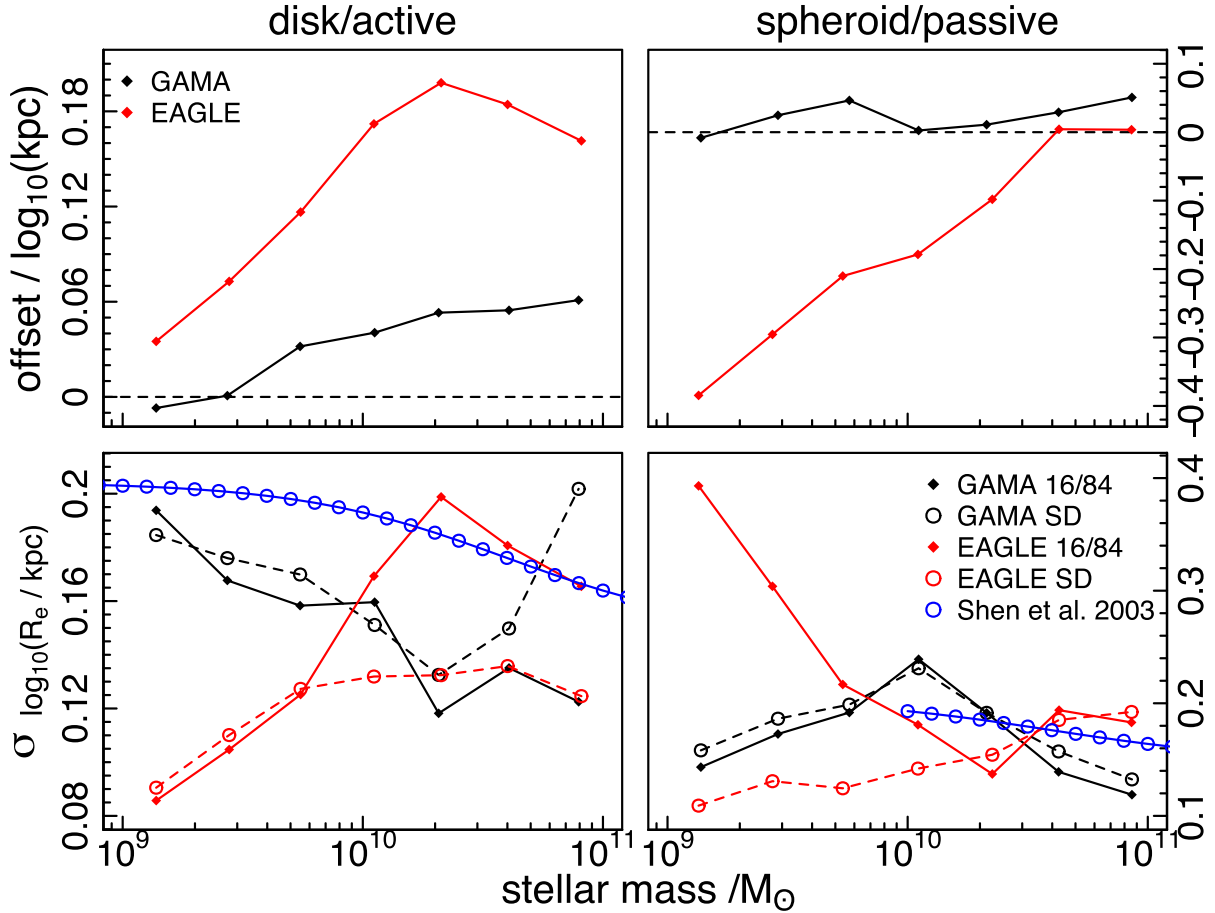 disk/active
spheroid/passive
GAMA
EAGLE
offset / log10(kpc)
0.18
0.12
0.06
0
0.1
0
−0.1
−0.2
−0.3
−0.4
GAMA 16/84
GAMA SD
EAGLE 16/84
EAGLE SD
Shen et al. 2003
σ log10(Re / kpc)
0.2
0.16
0.12
0.08
0.4
0.3
0.2
0.1
10^9 10^10 10^11
10^9 10^10 10^11
stellar mass /M⊙